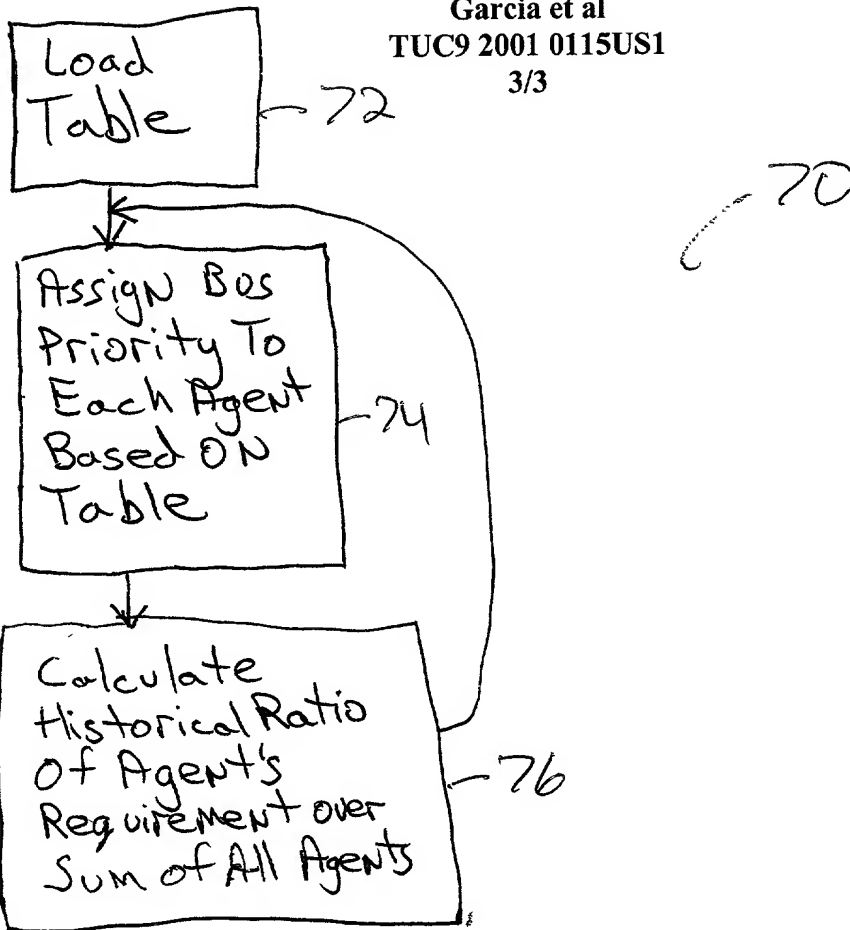 Garcia et al
TUC9 2001 0115US1
3/3
Load
Table
72
70
Assign Bos
Priority To
Each Agent
Based ON
Table
74
Calculate
Historical Ratio
Of Agent's
Requirement over
Sum of All Agents
76